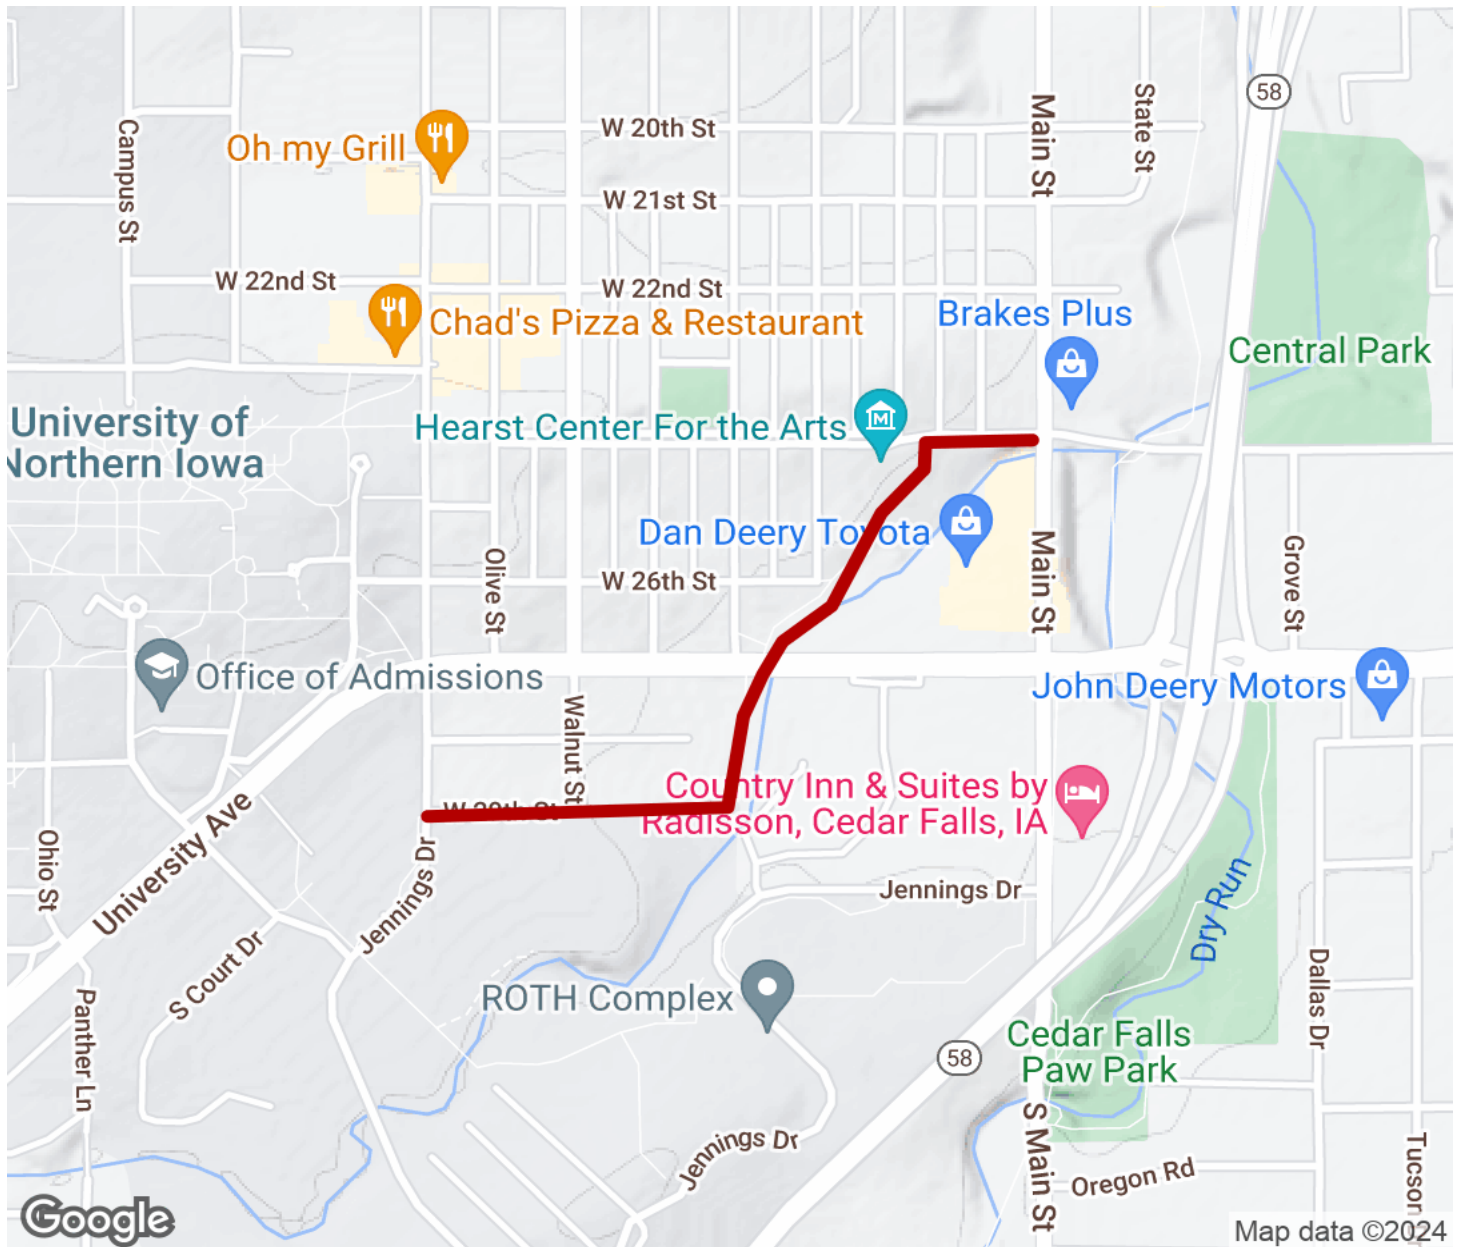 58
Main St
State St
W 20th St
Oh my Grill
Campus St
W 21st St
W 22nd St
W 22nd St
Brakes Plus
Chad's Pizza & Restaurant
Central Park
University of
Northern Iowa
Hearst Center For the Arts
Dan Deery Toyota
Main St
Grove St
Olive St
W 26th St
Office of Admissions
John Deery Motors
Walnut St
Country Inn & Suites by
Radisson, Cedar Falls, IA
University Ave
Ohio St
Jennings Dr
Jennings Dr
Dry Run
S Court Dr
ROTH Complex
Dallas Dr
Panther Ln
58
Cedar Falls
Paw Park
Jennings Dr
S Main St
Oregon Rd
Tucson
Google
Map data ©2024